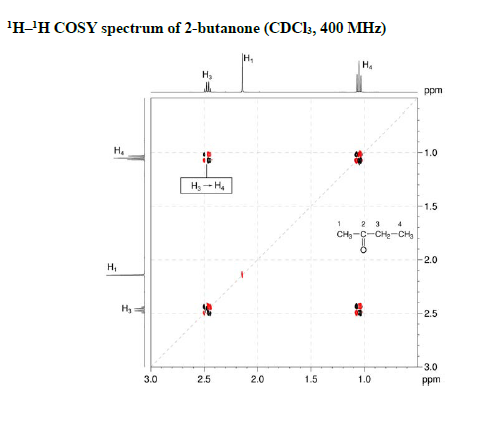 ¹H–¹H COSY spectrum of 2-butanone (CDCl₃, 400 MHz)
H₁
H₄
H₃
ppm
H₄
1.0
H₃ – H₄
1.5
1 2 3 4
CH₃–C–CH₂–CH₃
O
H₁
2.0
H₃
2.5
3.0
3.0 2.5 2.0 1.5 1.0 ppm